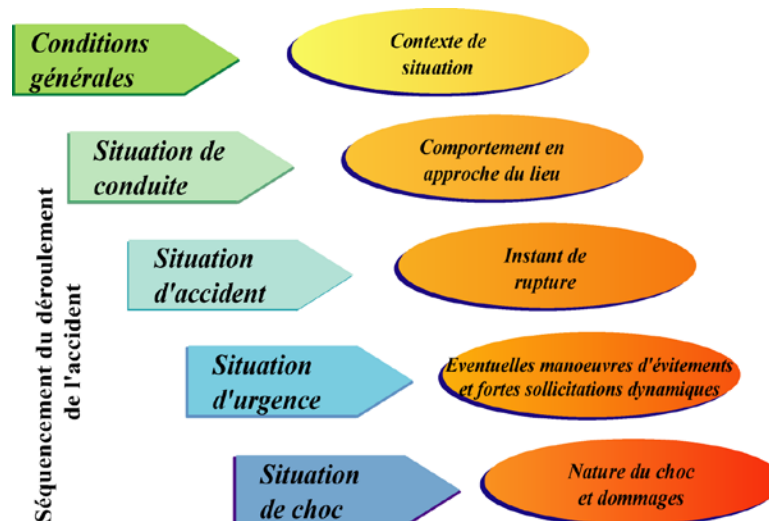 Conditions
générales
Contexte de
situation
Situation de
conduite
Comportement en
approche du lieu
Situation
d'accident
Instant de
rupture
Situation
d'urgence
Eventuelles manoeuvres d'évitements
et fortes sollicitations dynamiques
Situation
de choc
Nature du choc
et dommages
Séquencement du déroulement
de l'accident